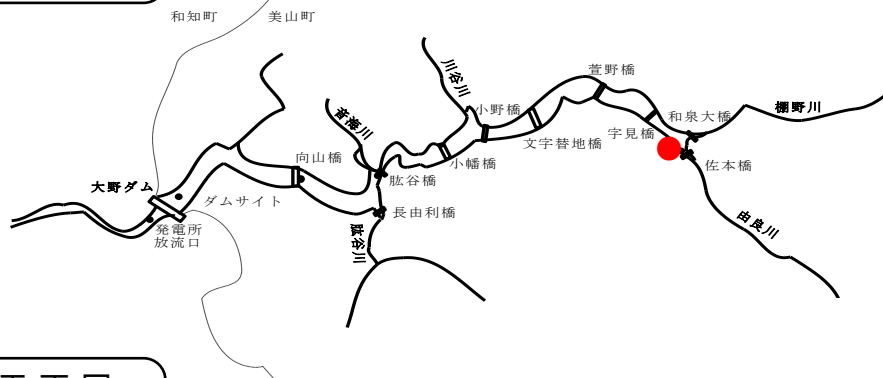 和知町
美山町
川谷川
萱野橋
音海川
小野橋
和泉大橋
棚野川
字見橋
文字替地橋
向山橋
小幡橋
佐本橋
肱谷橋
大野ダム
ダムサイト
長由利橋
由良川
発電所
放流口
肱谷川